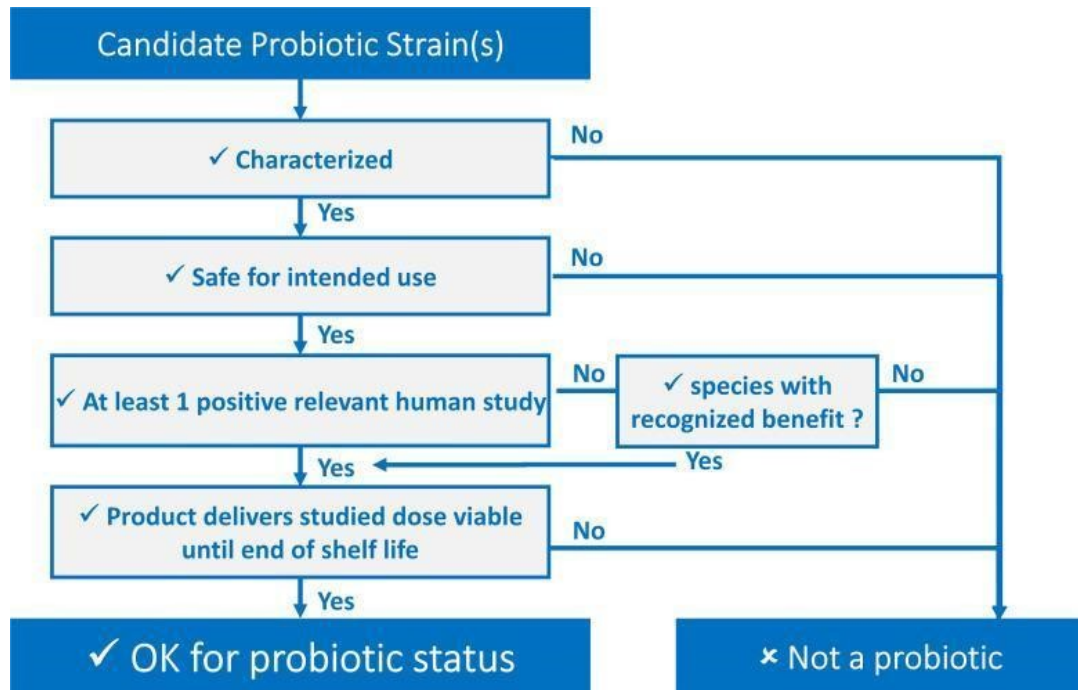 Candidate Probiotic Strain(s)
✓ Characterized
No
Yes
✓ Safe for intended use
No
Yes
✓ At least 1 positive relevant human study
No
✓ species with
recognized benefit ?
No
Yes
Yes
✓ Product delivers studied dose viable
until end of shelf life
No
Yes
✓ OK for probiotic status
✗ Not a probiotic